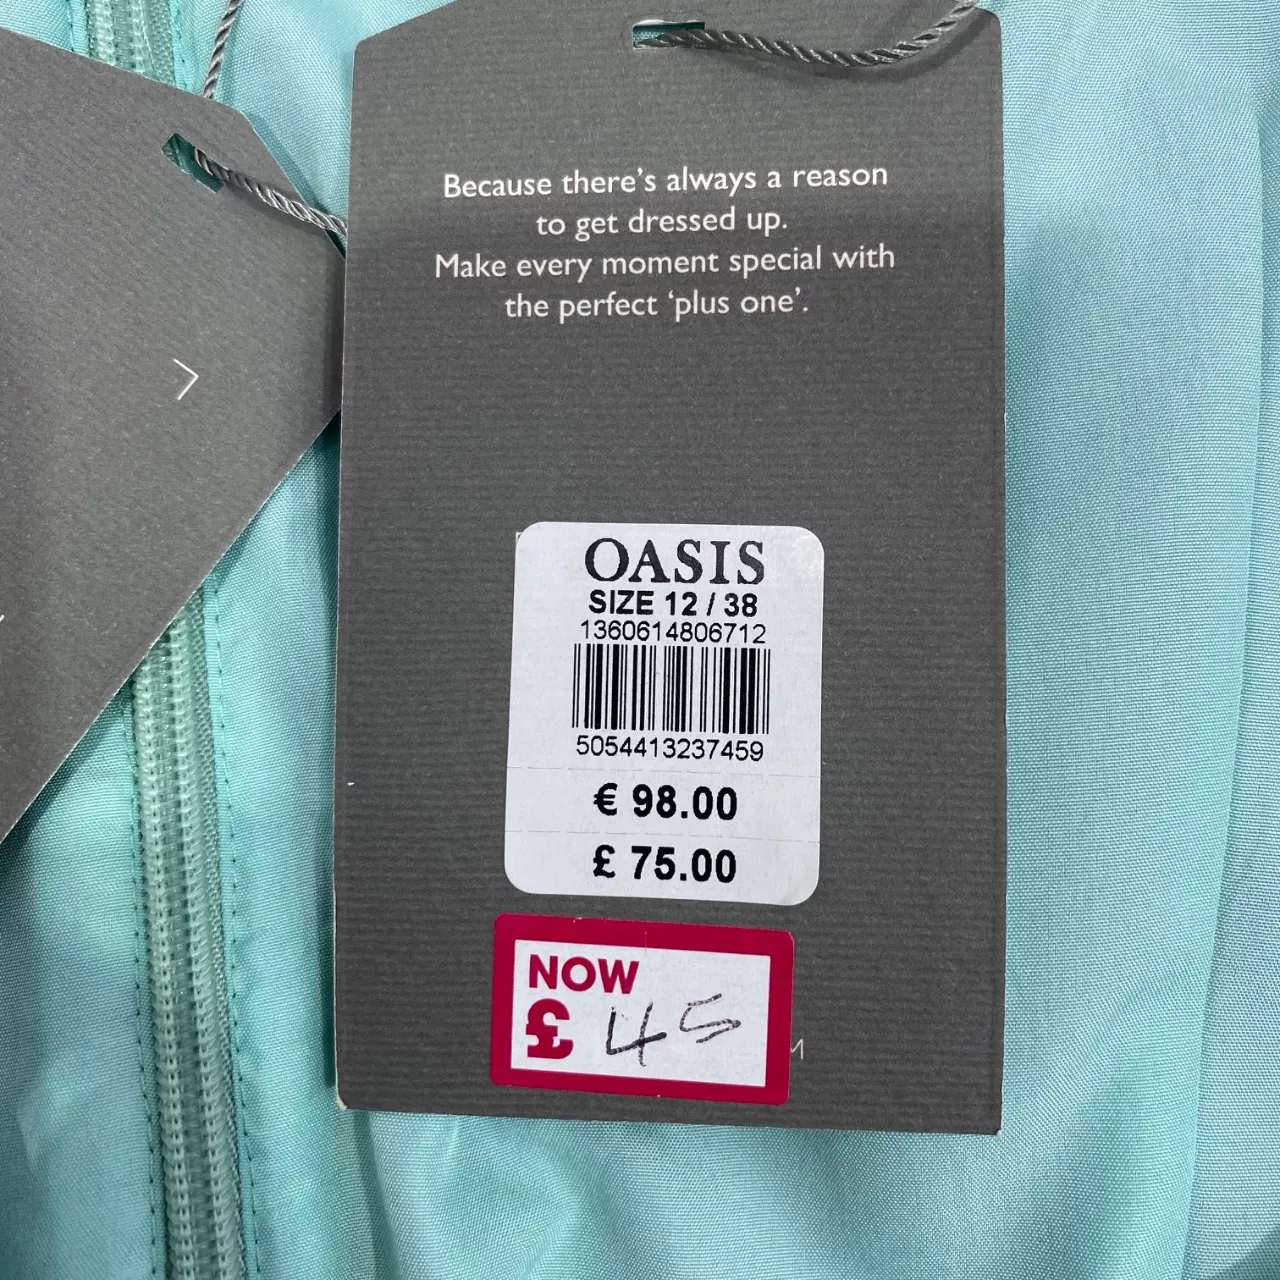 Because there's always a reason
to get dressed up.
Make every moment special with
the perfect ‘plus one’.
OASIS
SIZE 12 / 38
1360614806712
5054413237459
€ 98.00
£ 75.00
NOW
£ 45
M